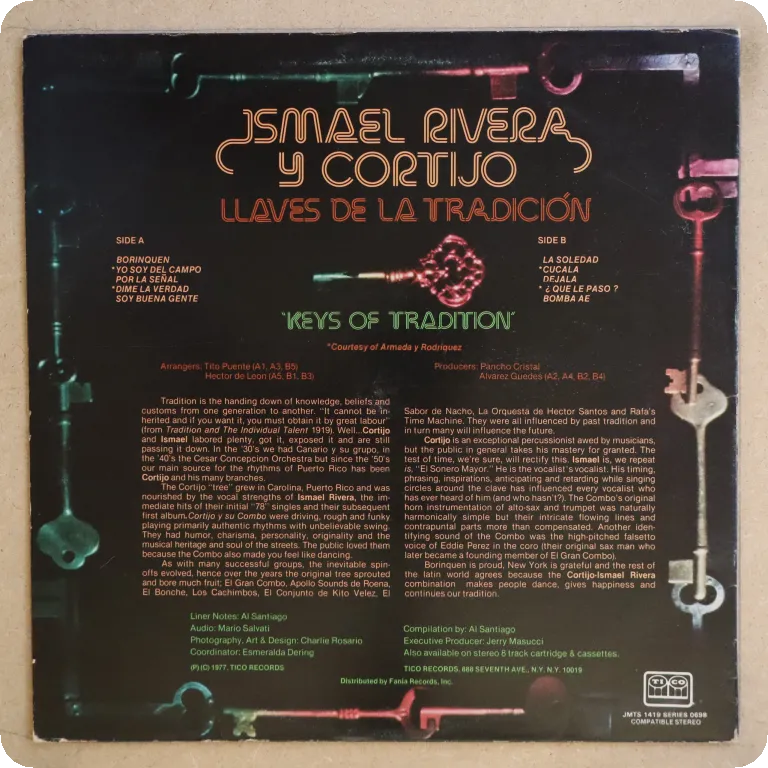 ISMAEL RIVERA
Y CORTIJO
LLAVES DE LA TRADICIÓN
SIDE A
BORINQUEN
*YO SOY DEL CAMPO
POR LA SEÑAL
*DIME LA VERDAD
SOY BUENA GENTE
SIDE B
LA SOLEDAD
*CUCALA
DEJALA
* ¿ QUE LE PASO ?
BOMBA AE
"KEYS OF TRADITION"
*Courtesy of Armada y Rodriquez
Arrangers: Tito Puente (A1, A3, B5)
Hector de Leon (A5, B1, B3)
Producers: Pancho Cristal
Alvarez Guedes (A2, A4, B2, B4)
Tradition is the handing down of knowledge, beliefs and
customs from one generation to another. "It cannot be in-
herited and if you want it, you must obtain it by great labour"
(from Tradition and The Individual Talent 1919). Well...Cortijo
and Ismael labored plenty, got it, exposed it and are still
passing it down. In the '30's we had Canario y su grupo, in
the '40's the Cesar Concepcion Orchestra but since the '50's
our main source for the rhythms of Puerto Rico has been
Cortijo and his many branches.
The Cortijo "tree" grew in Carolina, Puerto Rico and was
nourished by the vocal strengths of Ismael Rivera, the im-
mediate hits of their initial "78" singles and their subsequent
first album. Cortijo y su Combo were driving, rough and funky
playing primarily authentic rhythms with unbelievable swing.
They had humor, charisma, personality, originality and the
musical heritage and soul of the streets. The public loved them
because the Combo also made you feel like dancing.
As with many successful groups, the inevitable spin-
offs evolved, hence over the years the original tree sprouted
and bore much fruit; El Gran Combo, Apollo Sounds de Roena,
El Bonche, Los Cachimbos, El Conjunto de Kito Velez, El
Sabor de Nacho, La Orquesta de Hector Santos and Rafa's
Time Machine. They were all influenced by past tradition and
in turn many will influence the future.
Cortijo is an exceptional percussionist awed by musicians,
but the public in general takes his mastery for granted. The
test of time, we're sure, will rectify this. Ismael is, we repeat
is, "El Sonero Mayor." He is the vocalist's vocalist. His timing,
phrasing, inspirations, anticipating and retarding while singing
circles around the clave has influenced every vocalist who
has ever heard of him (and who hasn't?). The Combo's original
horn instrumentation of alto-sax and trumpet was naturally
harmonically simple but their intricate flowing lines and
contrapuntal parts more than compensated. Another iden-
tifying sound of the Combo was the high-pitched falsetto
voice of Eddie Perez in the coro (their original sax man who
later became a founding member of El Gran Combo).
Borinquen is proud, New York is grateful and the rest of
the latin world agrees because the Cortijo-Ismael Rivera
combination makes people dance, gives happiness and
continues our tradition.
Liner Notes: Al Santiago
Audio: Mario Salvati
Photography, Art & Design: Charlie Rosario
Coordinator: Esmeralda Dering
(P) (C) 1977, TICO RECORDS
Compilation by: Al Santiago
Executive Producer: Jerry Masucci
Also available on stereo 8 track cartridge & cassettes.
TICO RECORDS, 888 SEVENTH AVE., N.Y. N.Y. 10019
Distributed by Fania Records, Inc.
TICO
JMTS 1419 SERIES 0698
COMPATIBLE STEREO